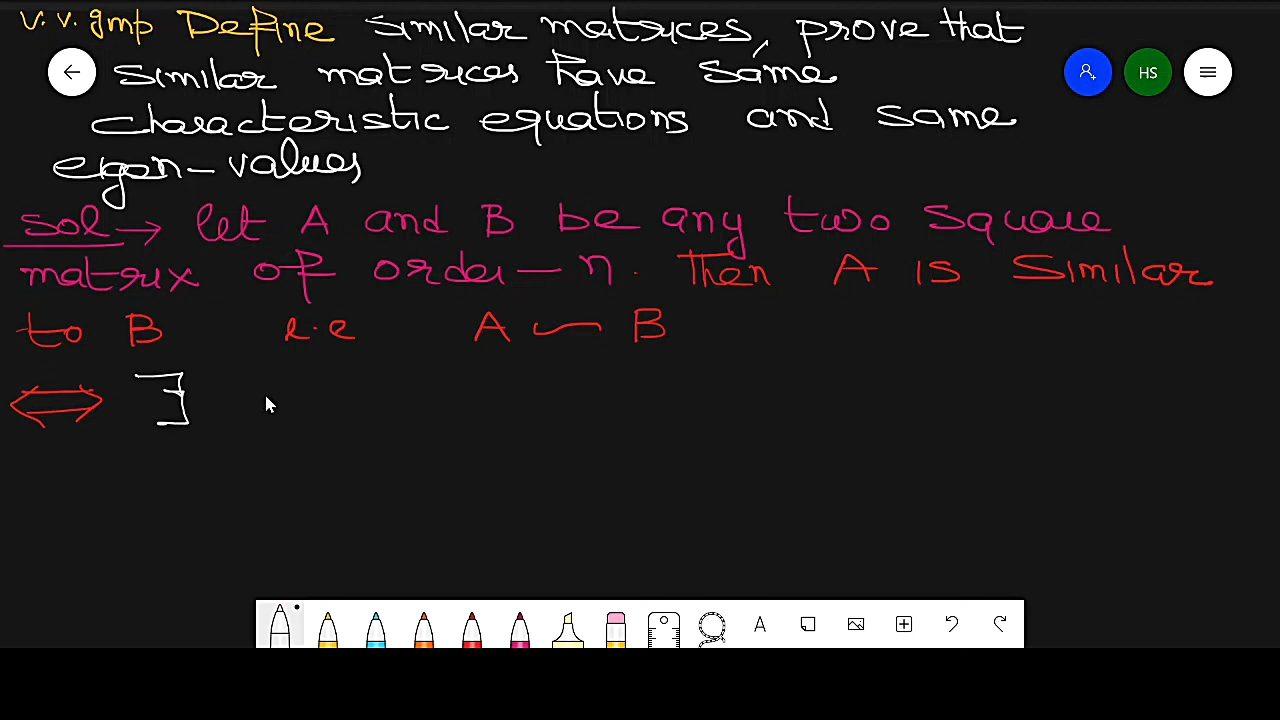 v. v. gmp Define similar matrices, prove that
similar matrices have same
HS
characteristic equations and same
eigen-values
sol → let A and B be any two square
matrix of order - n. Then A is similar
to B i.e A ~ B
⇔ ∃
A